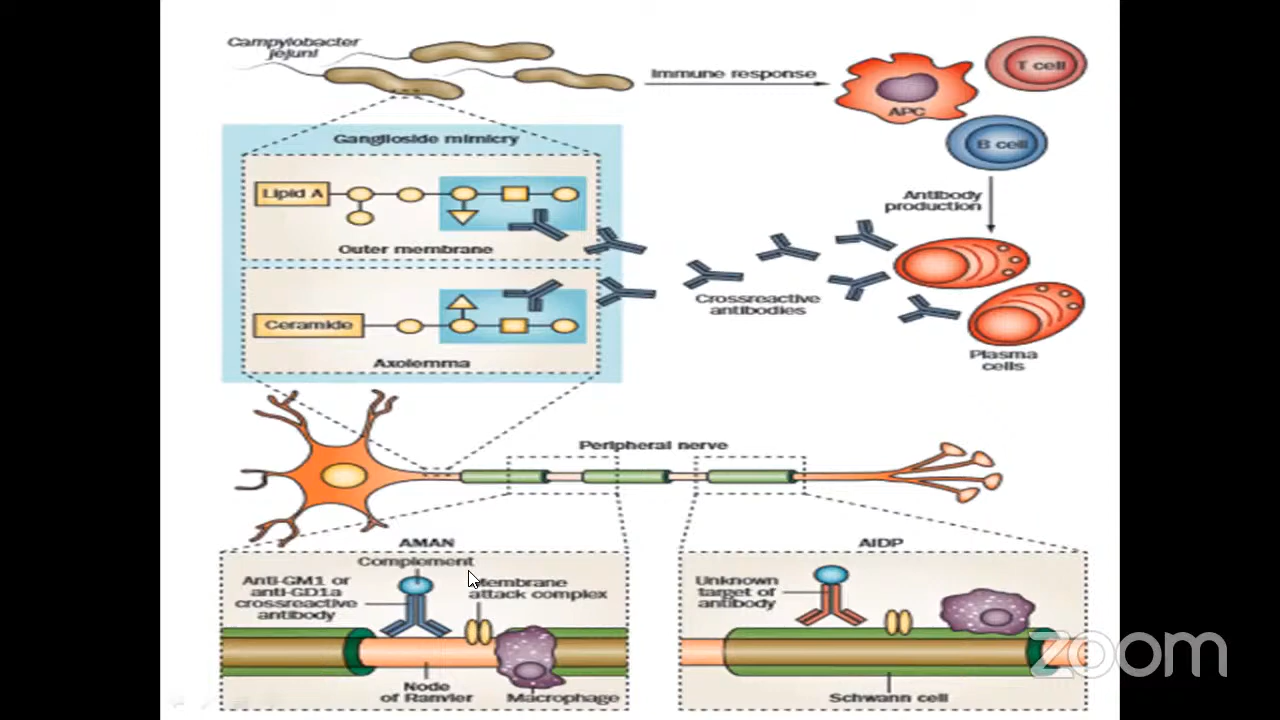 Campylobacter
jejuni
Immune response
T cell
APC
B cell
Ganglioside mimicry
Lipid A
Outer membrane
Antibody
production
Crossreactive
antibodies
Ceramide
Axolemma
Plasma
cells
Peripheral nerve
AMAN
Complement
Anti-GM1 or
anti-GD1a
crossreactive
antibody
Membrane
attack complex
Node
of Ranvier
Macrophage
AIDP
Unknown
target of
antibody
Schwann cell
zoom